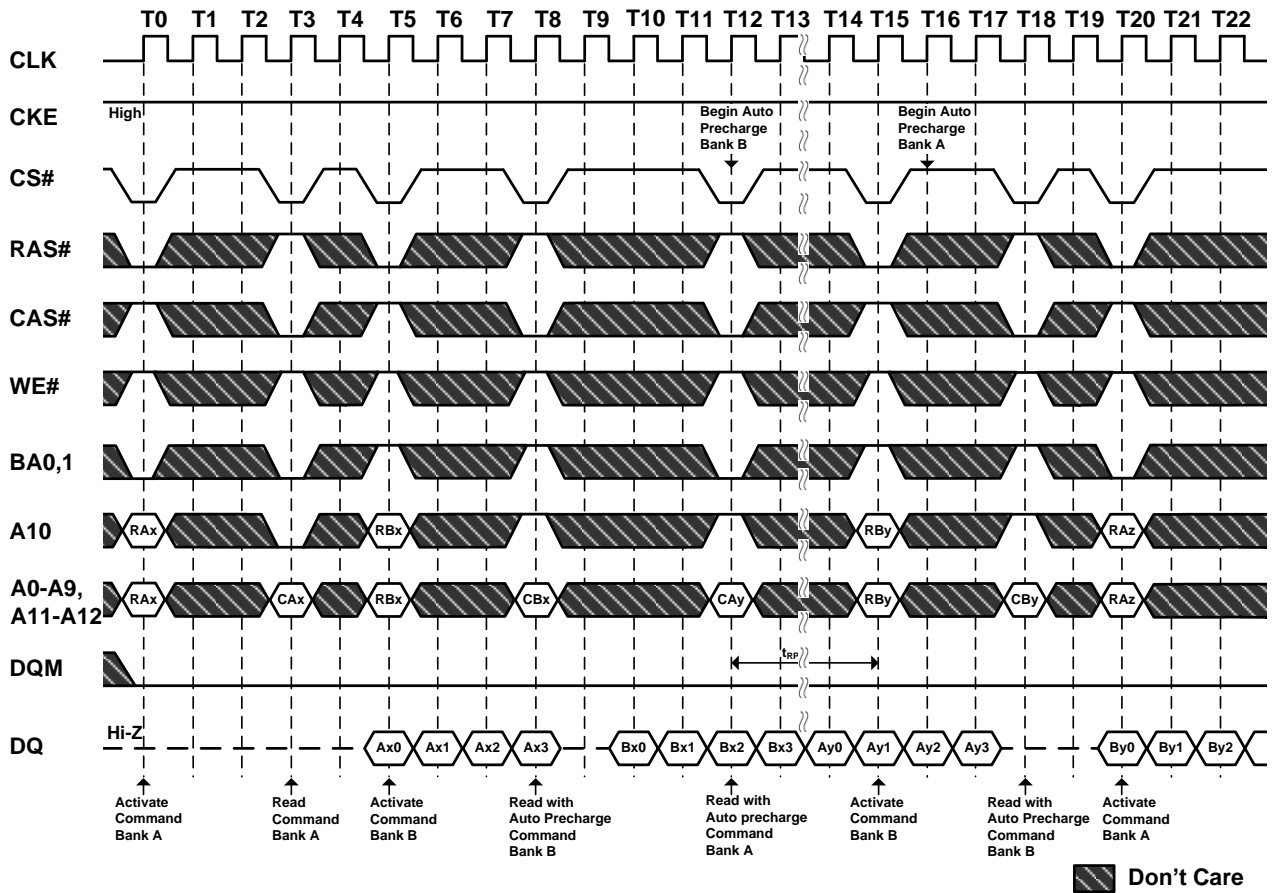 T0 T1 T2 T3 T4 T5 T6 T7 T8 T9 T10 T11 T12 T13 T14 T15 T16 T17 T18 T19 T20 T21 T22
CLK
CKE
High
Begin Auto
Precharge
Bank B
Begin Auto
Precharge
Bank A
CS#
RAS#
CAS#
WE#
BA0,1
A10
RAx RBx RBy RAz
A0-A9,
A11-A12
RAx CAx RBx CBx CAy RBy CBy RAz
DQM
tRP
DQ
Hi-Z
Ax0 Ax1 Ax2 Ax3 Bx0 Bx1 Bx2 Bx3 Ay0 Ay1 Ay2 Ay3 By0 By1 By2
Activate
Command
Bank A
Read
Command
Bank A
Activate
Command
Bank B
Read with
Auto Precharge
Command
Bank B
Read with
Auto precharge
Command
Bank A
Activate
Command
Bank B
Read with
Auto Precharge
Command
Bank B
Activate
Command
Bank A
Don't Care